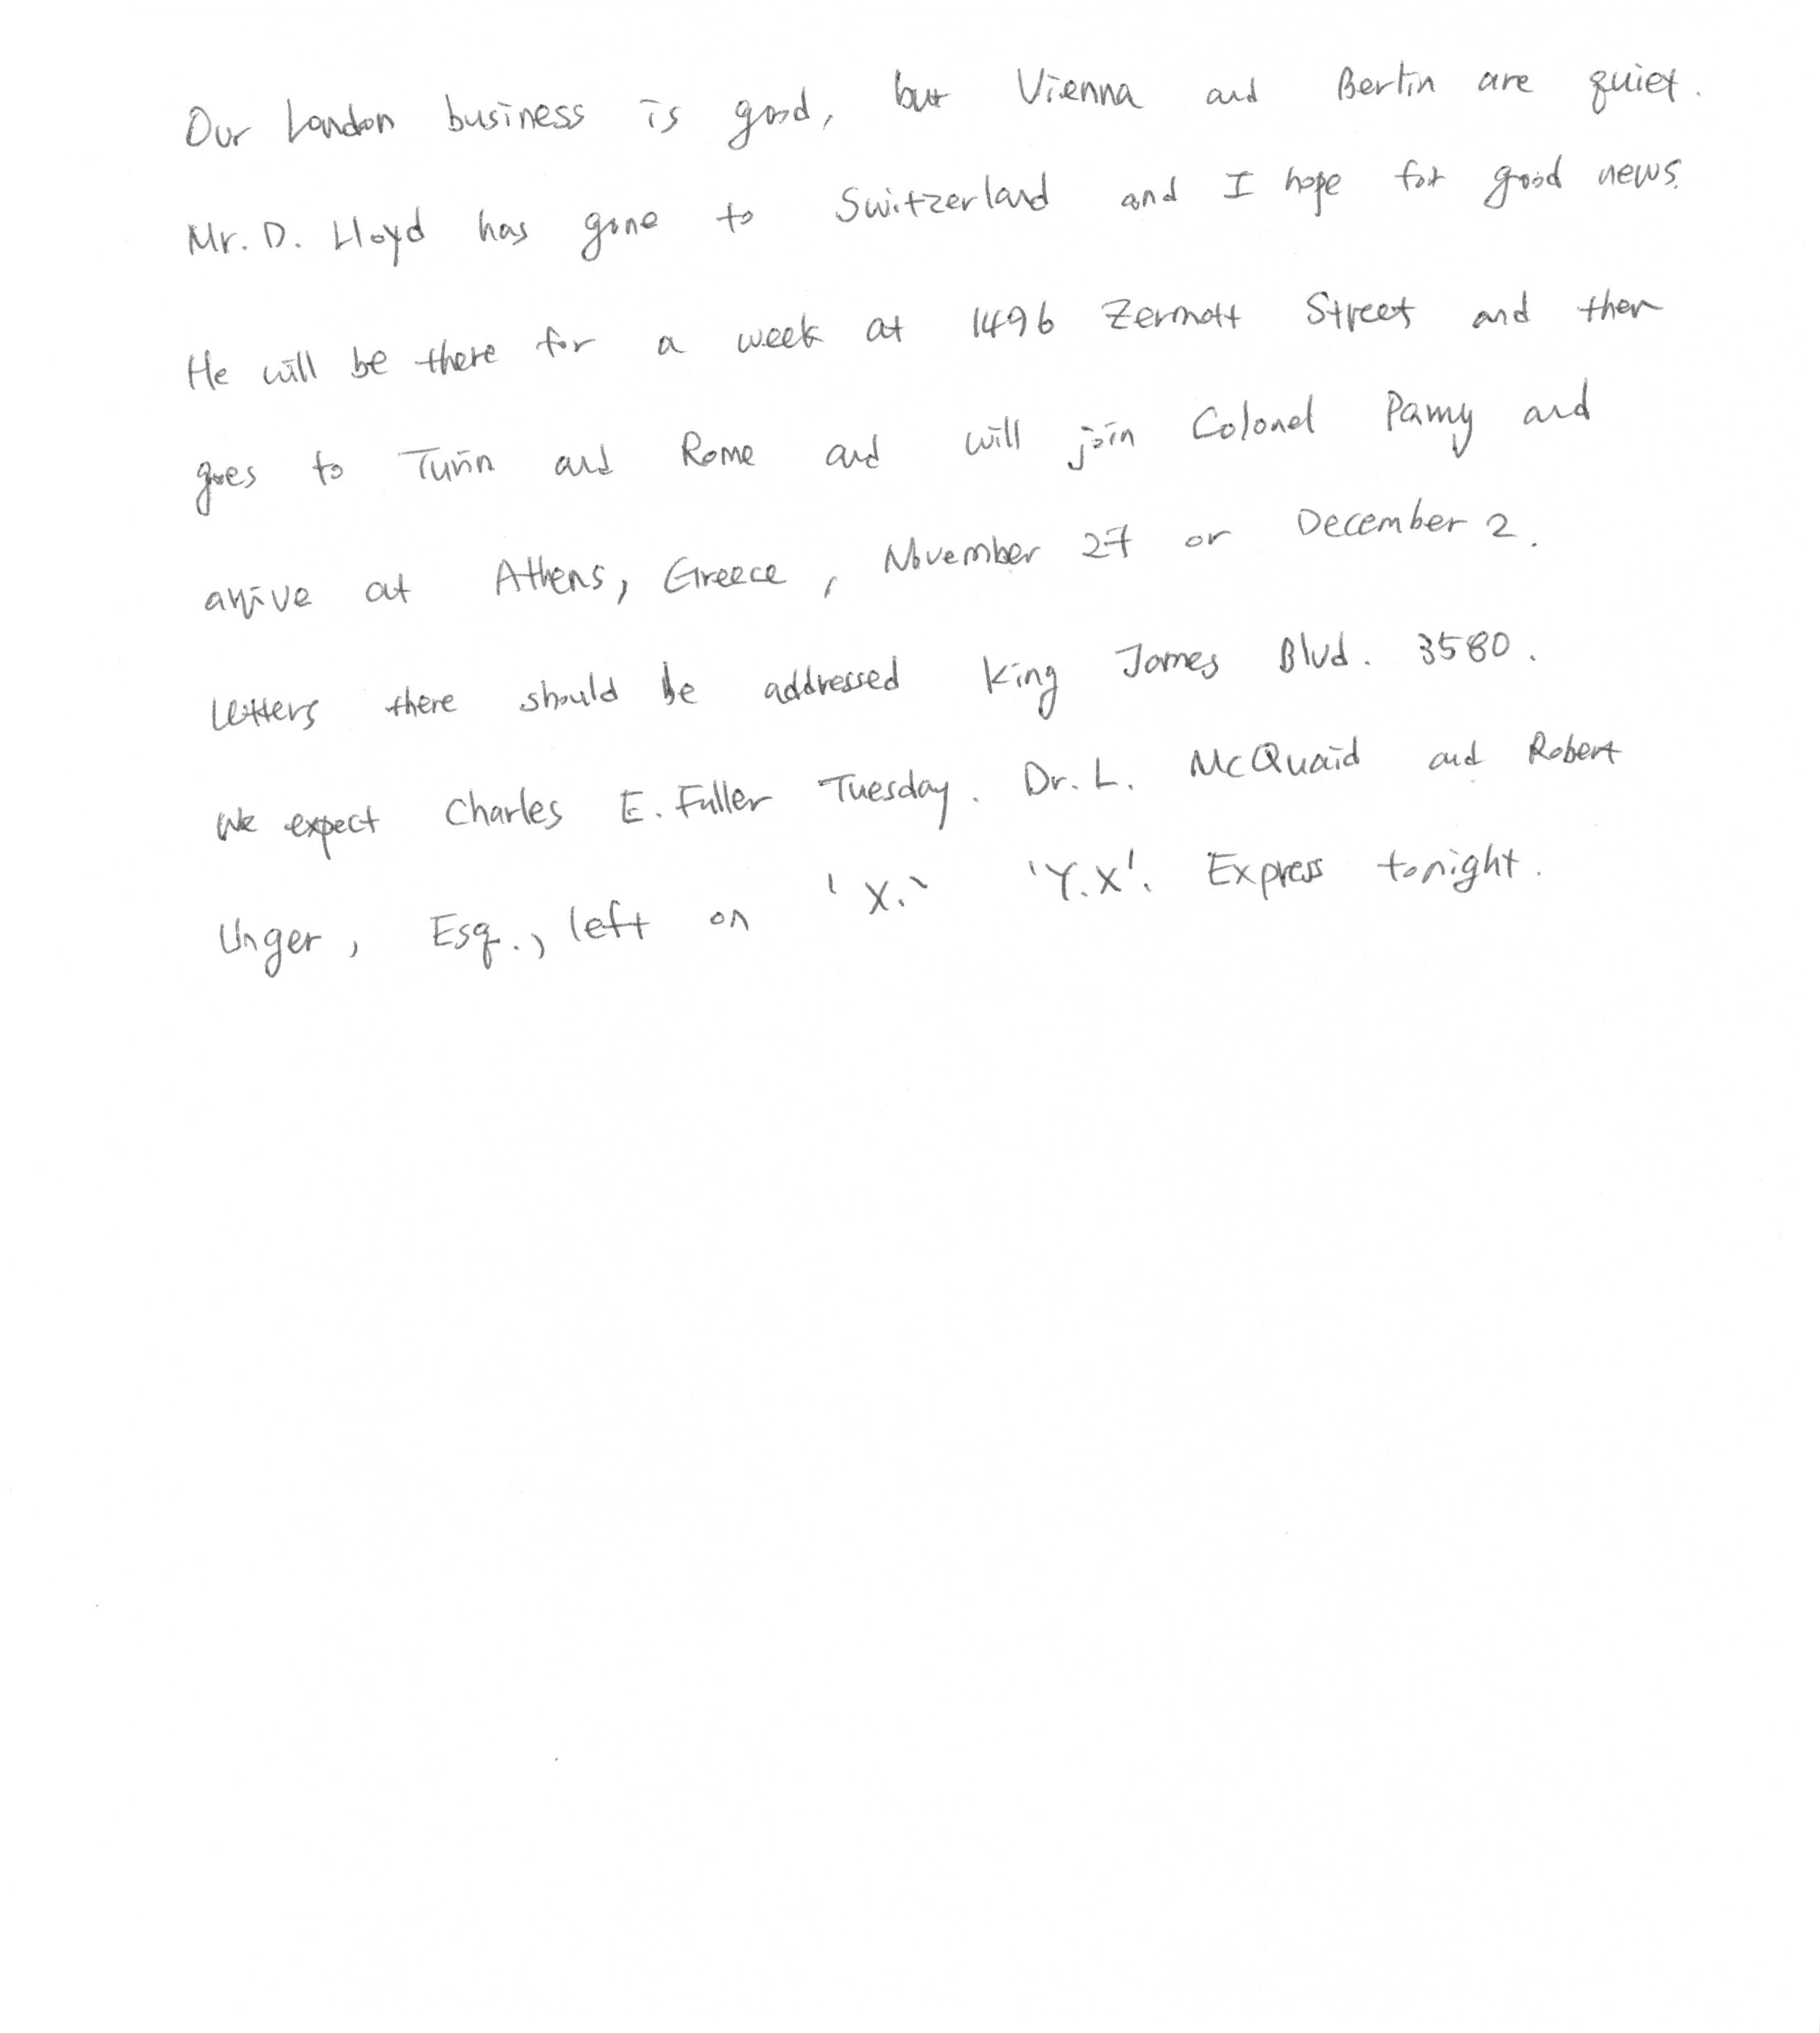 Our London business is good, but Vienna and Berlin are quiet.
Mr. D. Lloyd has gone to Switzerland and I hope for good news.
He will be there for a week at 1496 Zermott Street and then
goes to Turin and Rome and will join Colonel Parry and
arrive at Athens, Greece, November 27 or December 2.
Letters there should be addressed King James Blvd. 3580.
We expect Charles E. Fuller Tuesday. Dr. L. McQuaid and Robert
Unger, Esq., left on 'X.' 'Y.X'. Express tonight.